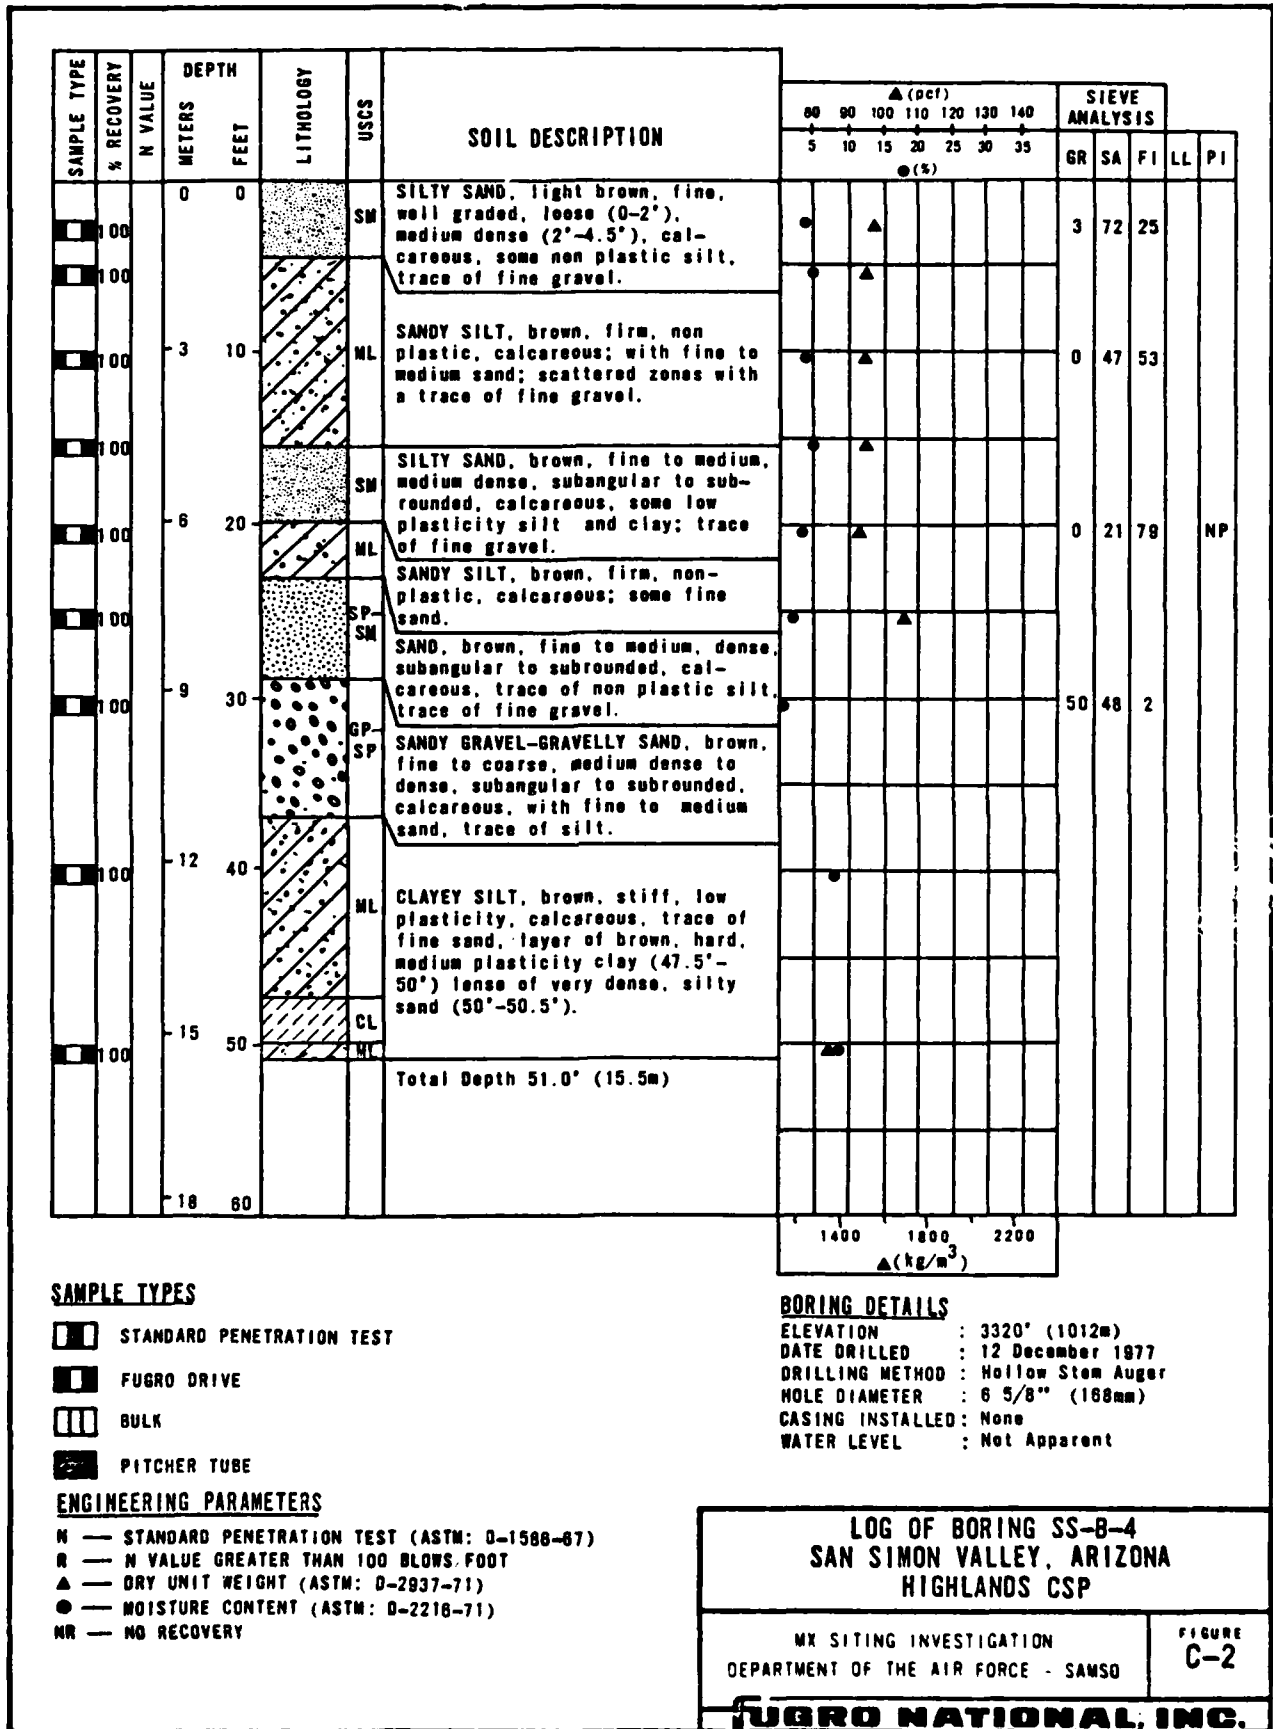 SAMPLE TYPE
% RECOVERY
N VALUE
DEPTH
METERS
FEET
LITHOLOGY
USCS
SOIL DESCRIPTION
▲(pcf)
80 90 100 110 120 130 140
5 10 15 20 25 30 35
●(%)
SIEVE
ANALYSIS
GR SA FI LL PI
0 0
SM
SILTY SAND, light brown, fine,
well graded, loose (0-2'),
medium dense (2'-4.5'), cal-
careous, some non plastic silt,
trace of fine gravel.
100
3 72 25
100
ML
SANDY SILT, brown, firm, non
plastic, calcareous; with fine to
medium sand; scattered zones with
a trace of fine gravel.
100
3 10
0 47 53
100
SM
SILTY SAND, brown, fine to medium,
medium dense, subangular to sub-
rounded, calcareous, some low
plasticity silt and clay; trace
of fine gravel.
6 20
100
0 21 79 NP
ML
SANDY SILT, brown, firm, non-
plastic, calcareous; some fine
sand.
100
SP-
SM
SAND, brown, fine to medium, dense,
subangular to subrounded, cal-
careous, trace of non plastic silt,
trace of fine gravel.
9 30
100
50 48 2
GP-
SP
SANDY GRAVEL-GRAVELLY SAND, brown,
fine to coarse, medium dense to
dense, subangular to subrounded,
calcareous, with fine to medium
sand, trace of silt.
12 40
100
ML
CLAYEY SILT, brown, stiff, low
plasticity, calcareous, trace of
fine sand, layer of brown, hard,
medium plasticity clay (47.5'-
50') lense of very dense, silty
sand (50'-50.5').
CL
15 50
100
ML
Total Depth 51.0' (15.5m)
18 60
1400 1800 2200
▲(kg/m³)
SAMPLE TYPES
STANDARD PENETRATION TEST
FUGRO DRIVE
BULK
PITCHER TUBE
ENGINEERING PARAMETERS
N — STANDARD PENETRATION TEST (ASTM: D-1586-67)
R — N VALUE GREATER THAN 100 BLOWS/FOOT
▲ — DRY UNIT WEIGHT (ASTM: D-2937-71)
● — MOISTURE CONTENT (ASTM: D-2216-71)
NR — NO RECOVERY
BORING DETAILS
ELEVATION : 3320' (1012m)
DATE DRILLED : 12 December 1977
DRILLING METHOD : Hollow Stem Auger
HOLE DIAMETER : 6 5/8" (168mm)
CASING INSTALLED : None
WATER LEVEL : Not Apparent
LOG OF BORING SS-B-4
SAN SIMON VALLEY, ARIZONA
HIGHLANDS CSP
MX SITING INVESTIGATION
DEPARTMENT OF THE AIR FORCE - SAMSO
FIGURE
C-2
FUGRO NATIONAL, INC.